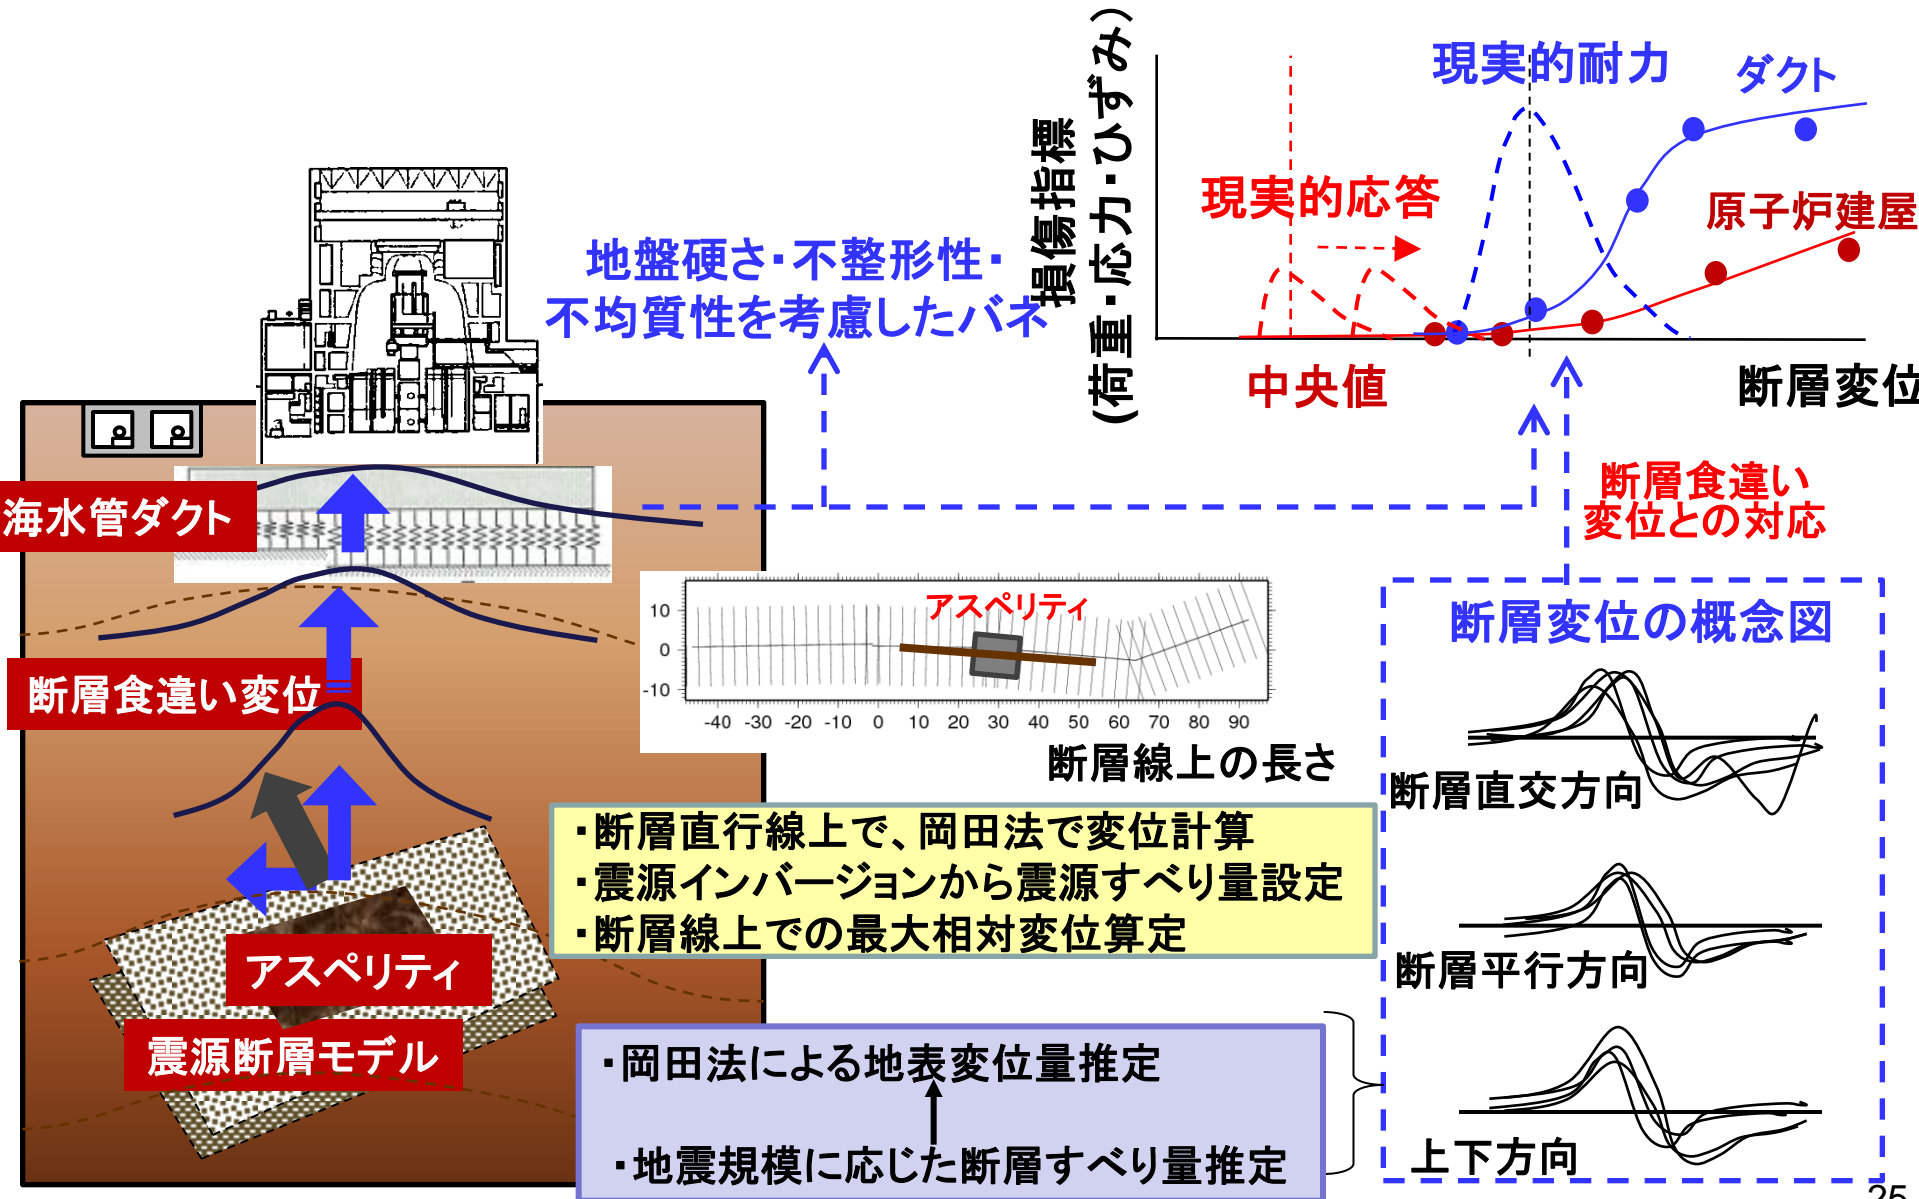 損傷指標
(荷重・応力・ひずみ)
現実的耐力
ダクト
現実的応答
原子炉建屋
中央値
断層変位
地盤硬さ・不整形性・
不均質性を考慮したバネ
海水管ダクト
断層食違い
変位との対応
断層食違い変位
アスペリティ
10
0
-10
-40 -30 -20 -10 0 10 20 30 40 50 60 70 80 90
断層線上の長さ
断層変位の概念図
断層直交方向
断層平行方向
上下方向
・断層直行線上で、岡田法で変位計算
・震源インバージョンから震源すべり量設定
・断層線上での最大相対変位算定
アスペリティ
震源断層モデル
・岡田法による地表変位量推定
・地震規模に応じた断層すべり量推定
25